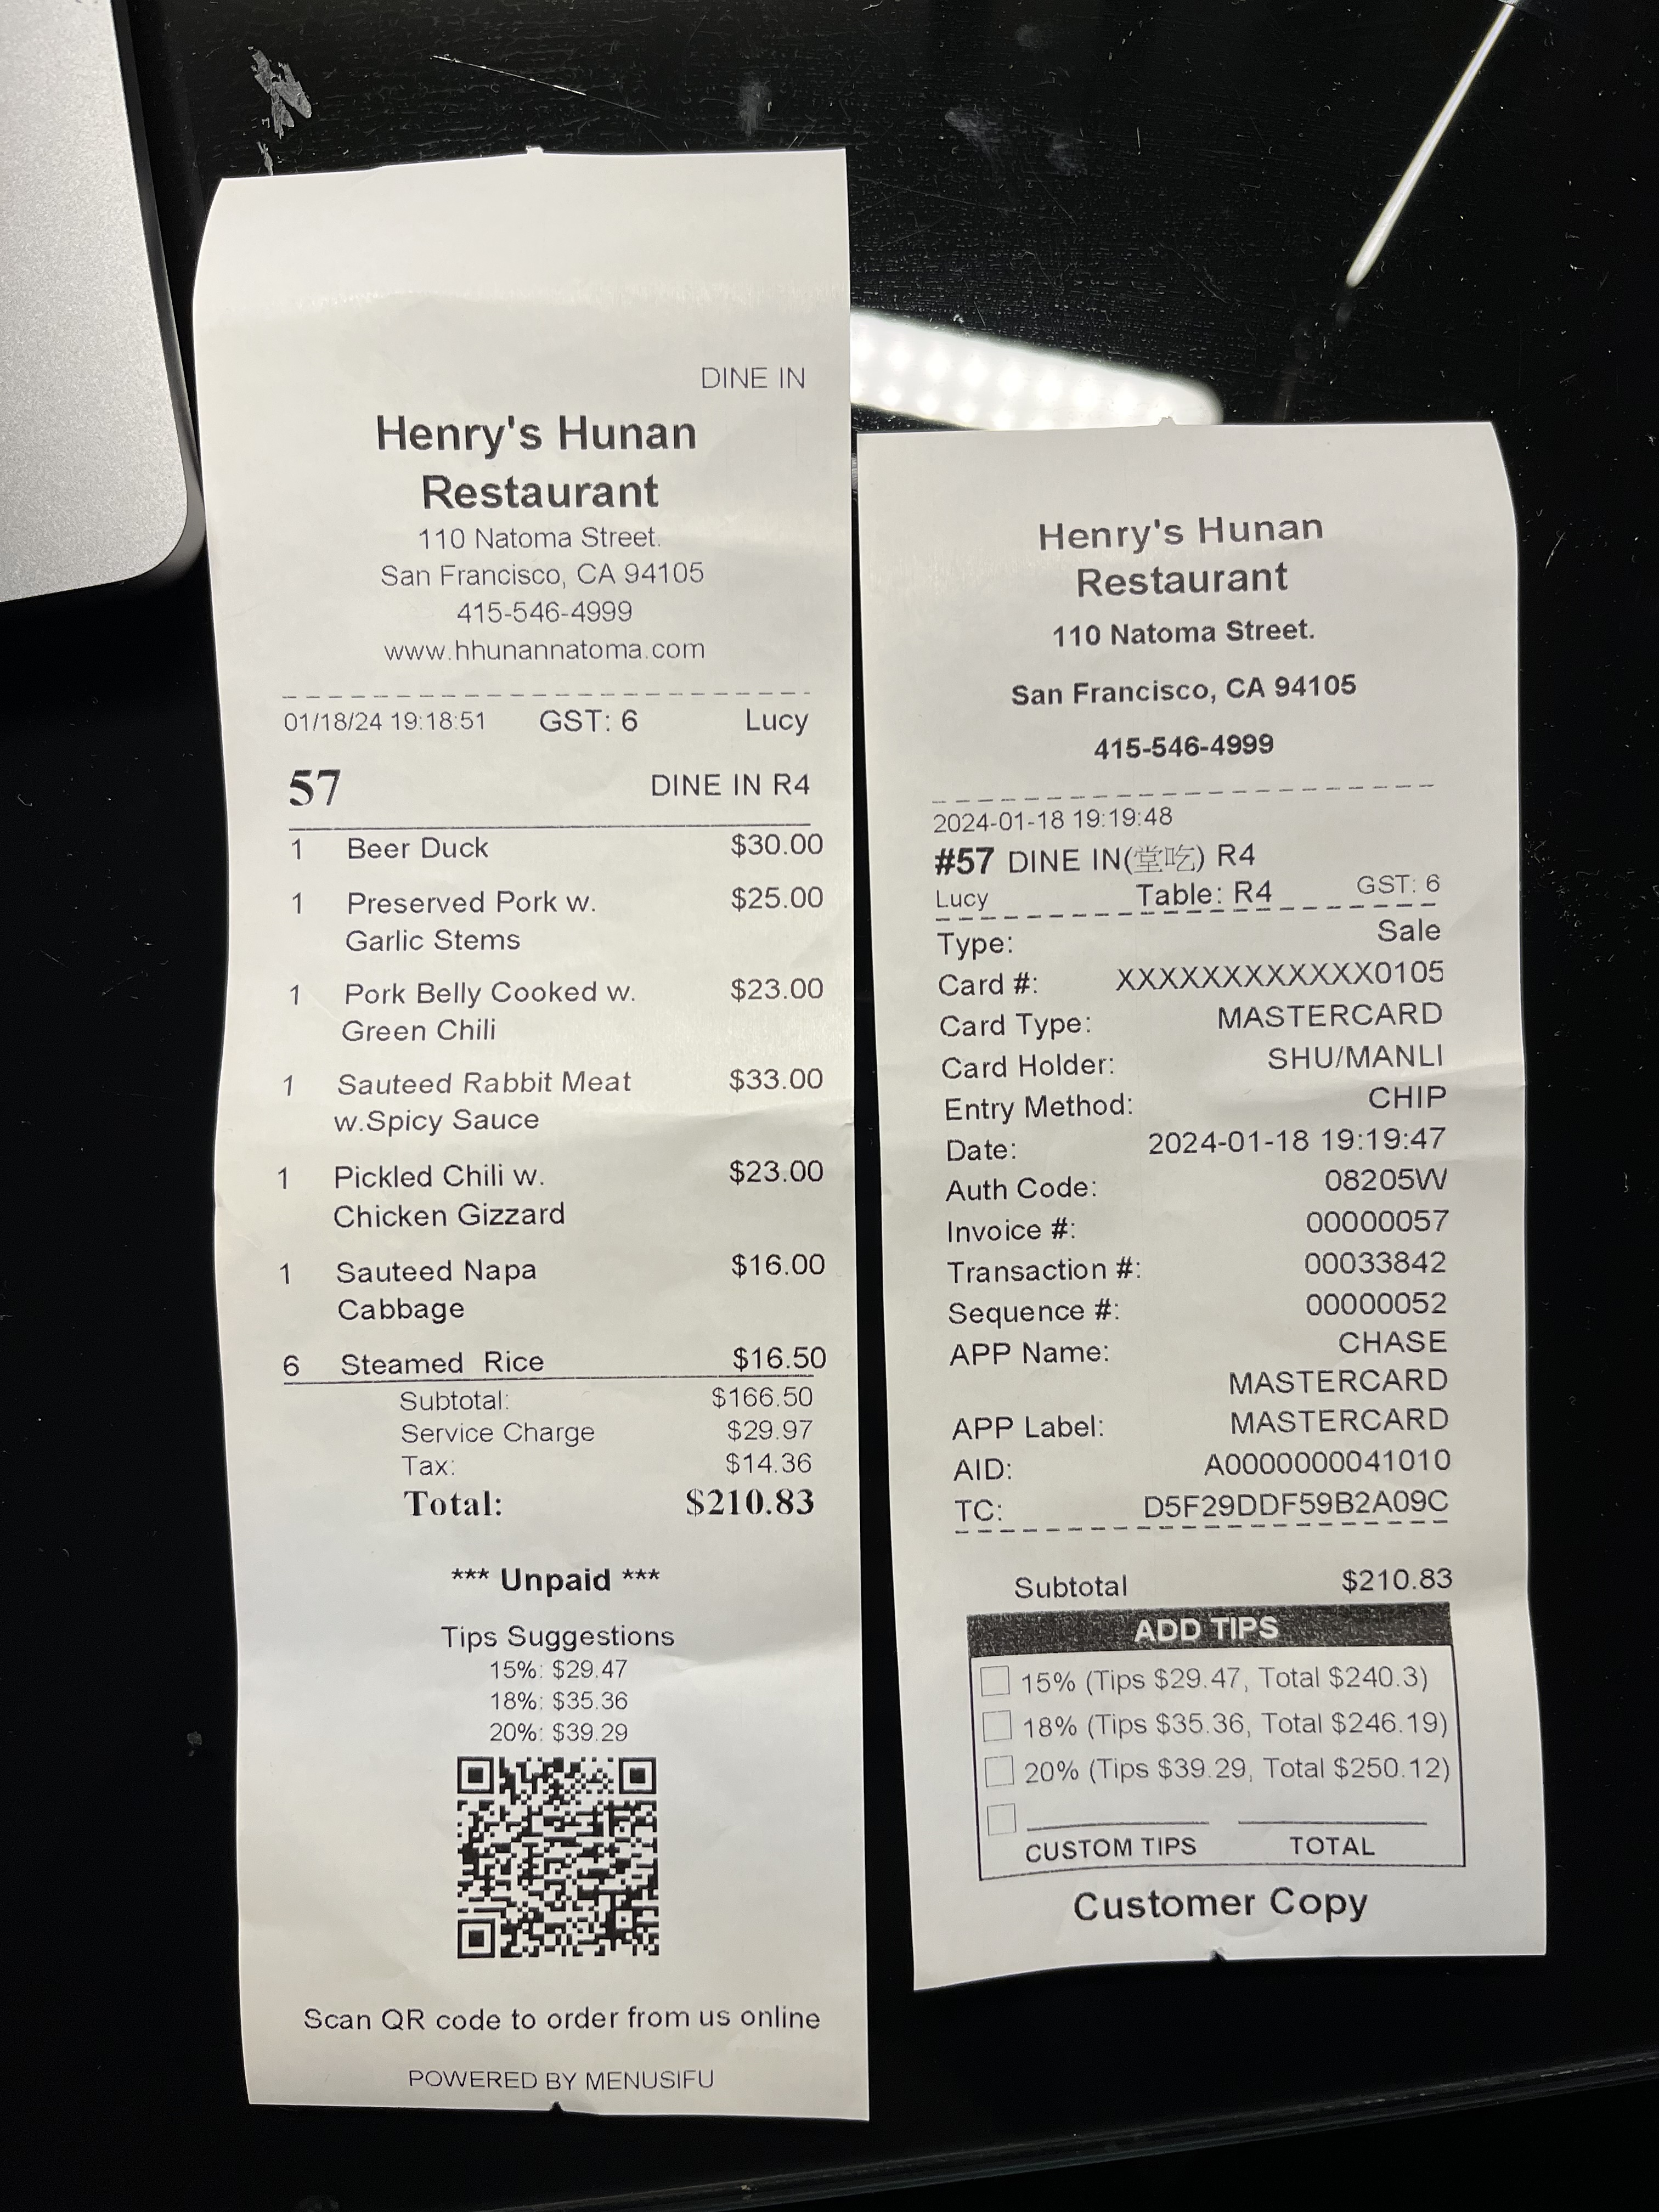 DINE IN
Henry's Hunan
Restaurant
110 Natoma Street.
San Francisco, CA 94105
415-546-4999
www.hhunannatoma.com
01/18/24 19:18:51 GST: 6 Lucy
57 DINE IN R4
1 Beer Duck $30.00
1 Preserved Pork w. $25.00
Garlic Stems
1 Pork Belly Cooked w. $23.00
Green Chili
1 Sauteed Rabbit Meat $33.00
w.Spicy Sauce
1 Pickled Chili w. $23.00
Chicken Gizzard
1 Sauteed Napa $16.00
Cabbage
6 Steamed Rice $16.50
Subtotal: $166.50
Service Charge $29.97
Tax: $14.36
Total: $210.83
*** Unpaid ***
Tips Suggestions
15%: $29.47
18%: $35.36
20%: $39.29
Scan QR code to order from us online
POWERED BY MENUSIFU
Henry's Hunan
Restaurant
110 Natoma Street.
San Francisco, CA 94105
415-546-4999
2024-01-18 19:19:48
#57 DINE IN(堂吃) R4
Lucy Table: R4 GST: 6
Type: Sale
Card #: XXXXXXXXXXXX0105
Card Type: MASTERCARD
Card Holder: SHU/MANLI
Entry Method: CHIP
Date: 2024-01-18 19:19:47
Auth Code: 08205W
Invoice #: 00000057
Transaction #: 00033842
Sequence #: 00000052
APP Name: CHASE
MASTERCARD
APP Label: MASTERCARD
AID: A0000000041010
TC: D5F29DDF59B2A09C
Subtotal $210.83
ADD TIPS
15% (Tips $29.47, Total $240.3)
18% (Tips $35.36, Total $246.19)
20% (Tips $39.29, Total $250.12)
CUSTOM TIPS TOTAL
Customer Copy